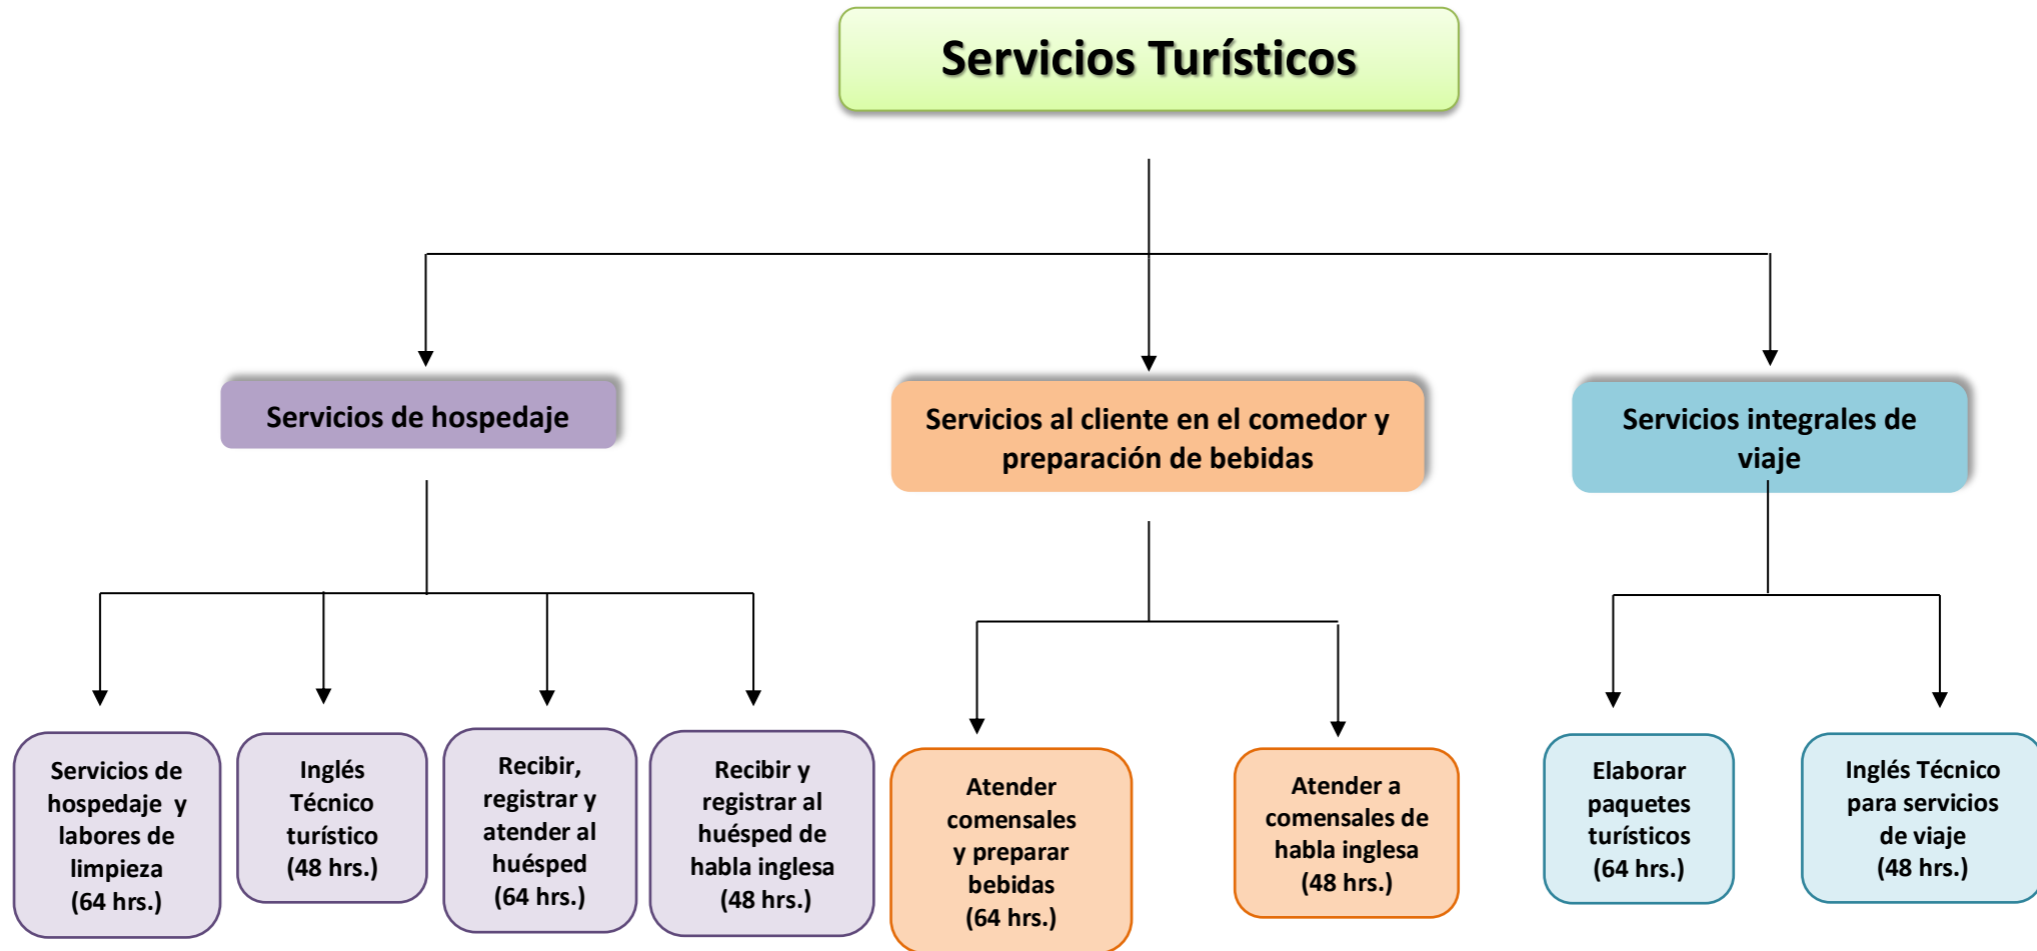 Servicios Turísticos
Servicios de hospedaje
Servicios al cliente en el comedor y
preparación de bebidas
Servicios integrales de
viaje
Servicios de
hospedaje y
labores de
limpieza
(64 hrs.)
Inglés
Técnico
turístico
(48 hrs.)
Recibir,
registrar y
atender al
huésped
(64 hrs.)
Recibir y
registrar al
huésped de
habla inglesa
(48 hrs.)
Atender
comensales
y preparar
bebidas
(64 hrs.)
Atender a
comensales de
habla inglesa
(48 hrs.)
Elaborar
paquetes
turísticos
(64 hrs.)
Inglés Técnico
para servicios
de viaje
(48 hrs.)